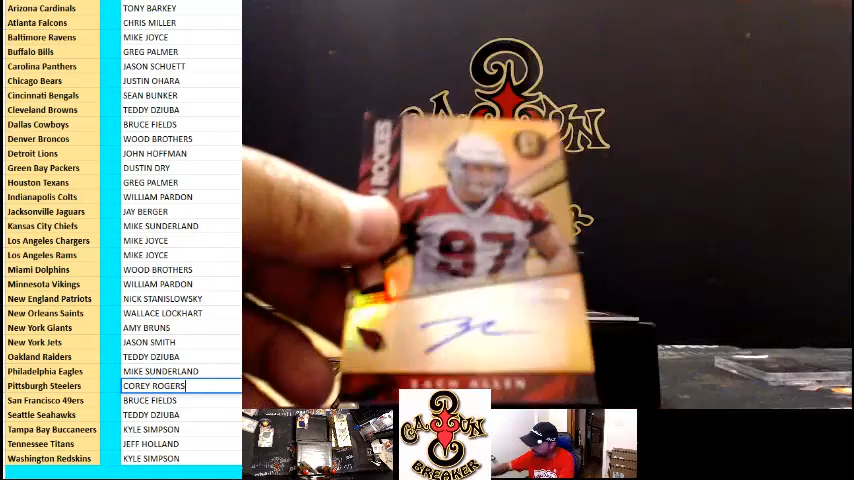 Arizona Cardinals TONY BARKEY
Atlanta Falcons CHRIS MILLER
Baltimore Ravens MIKE JOYCE
Buffalo Bills GREG PALMER
Carolina Panthers JASON SCHUETT
Chicago Bears JUSTIN OHARA
Cincinnati Bengals SEAN BUNKER
Cleveland Browns TEDDY DZIUBA
Dallas Cowboys BRUCE FIELDS
Denver Broncos WOOD BROTHERS
Detroit Lions JOHN HOFFMAN
Green Bay Packers DUSTIN DRY
Houston Texans GREG PALMER
Indianapolis Colts WILLIAM PARDON
Jacksonville Jaguars JAY BERGER
Kansas City Chiefs MIKE SUNDERLAND
Los Angeles Chargers MIKE JOYCE
Los Angeles Rams MIKE JOYCE
Miami Dolphins WOOD BROTHERS
Minnesota Vikings WILLIAM PARDON
New England Patriots NICK STANISLOWSKY
New Orleans Saints WALLACE LOCKHART
New York Giants AMY BRUNS
New York Jets JASON SMITH
Oakland Raiders TEDDY DZIUBA
Philadelphia Eagles MIKE SUNDERLAND
Pittsburgh Steelers COREY ROGERS
San Francisco 49ers BRUCE FIELDS
Seattle Seahawks TEDDY DZIUBA
Tampa Bay Buccaneers KYLE SIMPSON
Tennessee Titans JEFF HOLLAND
Washington Redskins KYLE SIMPSON
ROOKIES
97
ZACH ALLEN
CAJUN
BREAKER